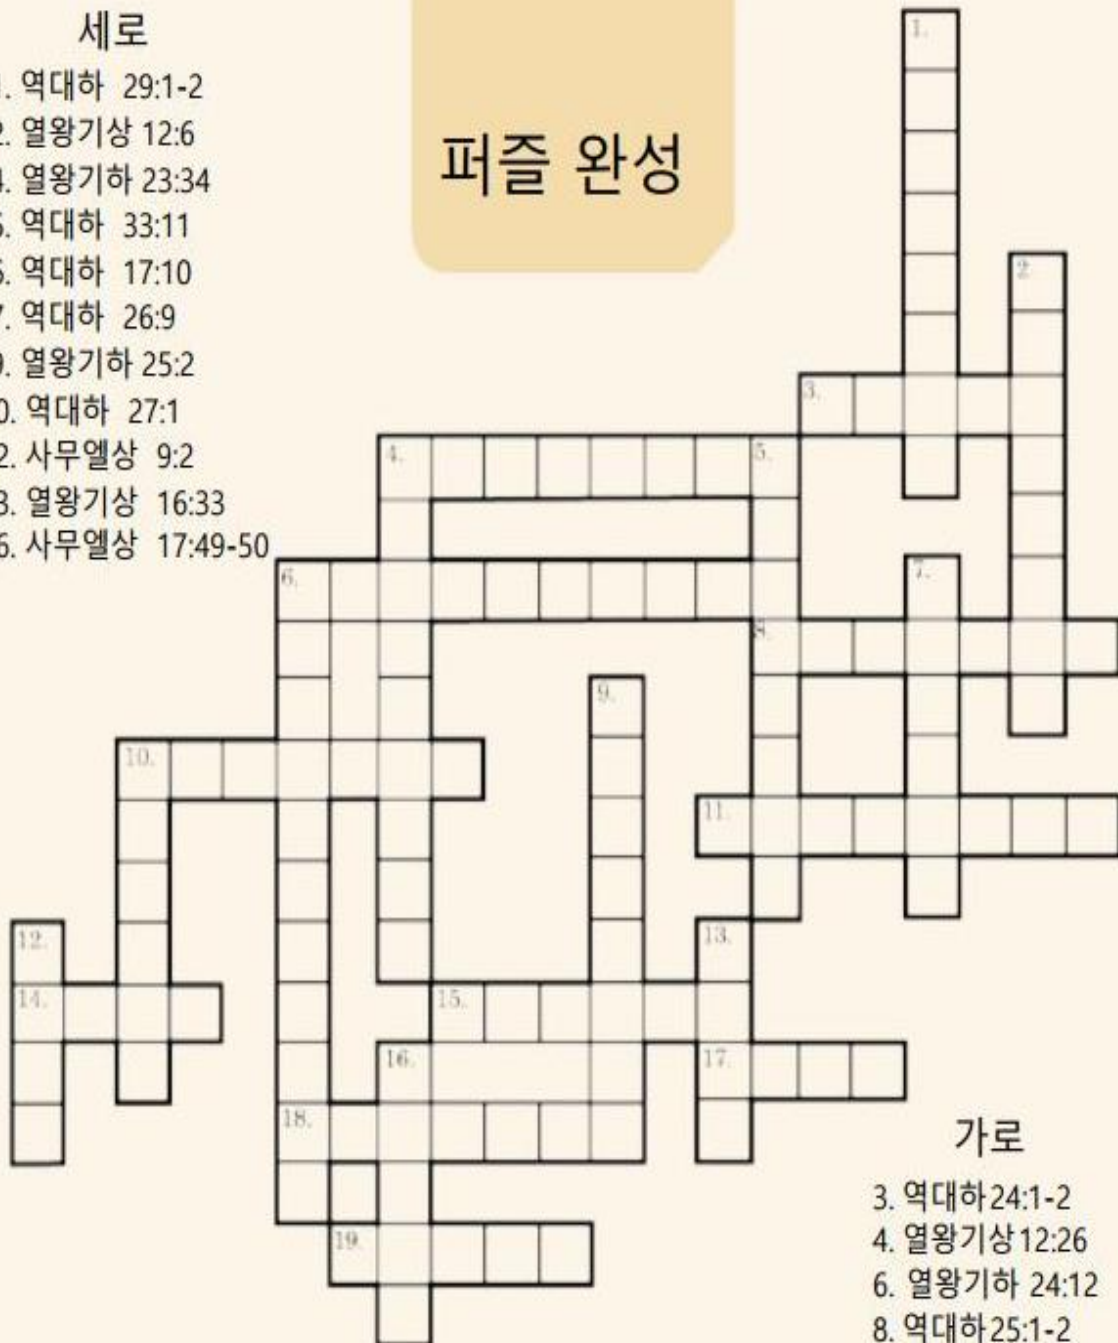 세로
. 역대하 29:1-2
. 열왕기상 12:6
. 열왕기하 23:34
. 역대하 33:11
. 역대하 17:10
. 역대하 26:9
. 열왕기하 25:2
0. 역대하 27:1
2. 사무엘상 9:2
3. 열왕기상 16:33
6. 사무엘상 17:49-50
퍼즐 완성
1.
2.
3.
4.
5.
6.
7.
8.
9.
10.
11.
12.
13.
14.
15.
16.
17.
18.
19.
가로
3. 역대하24:1-2
4. 열왕기상12:26
6. 열왕기하 24:12
8. 역대하25:1-2